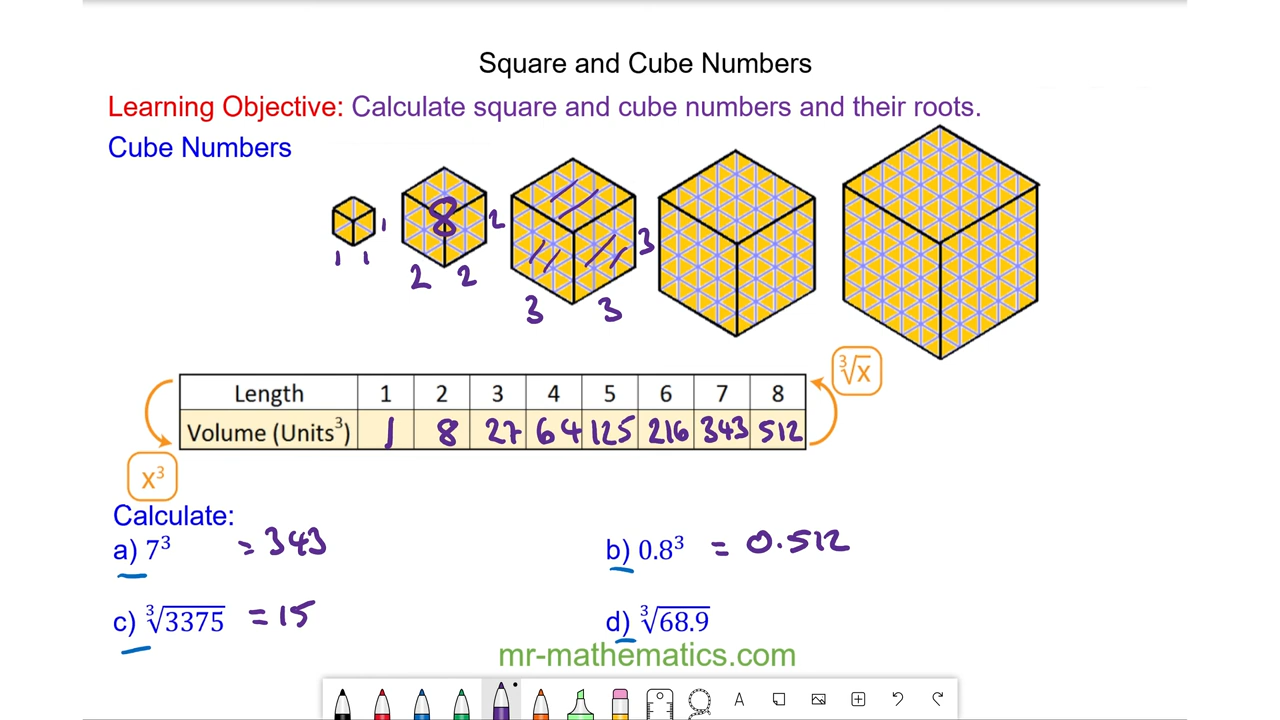 Square and Cube Numbers
Learning Objective: Calculate square and cube numbers and their roots.
Cube Numbers
1 1 1
8 2 2 2
3 3 3
∛x
Length 1 2 3 4 5 6 7 8
Volume (Units³) 1 8 27 64 125 216 343 512
x³
Calculate:
a) 7³ = 343 b) 0.8³ = 0.512
c) ∛3375 = 15 d) ∛68.9
mr-mathematics.com
A